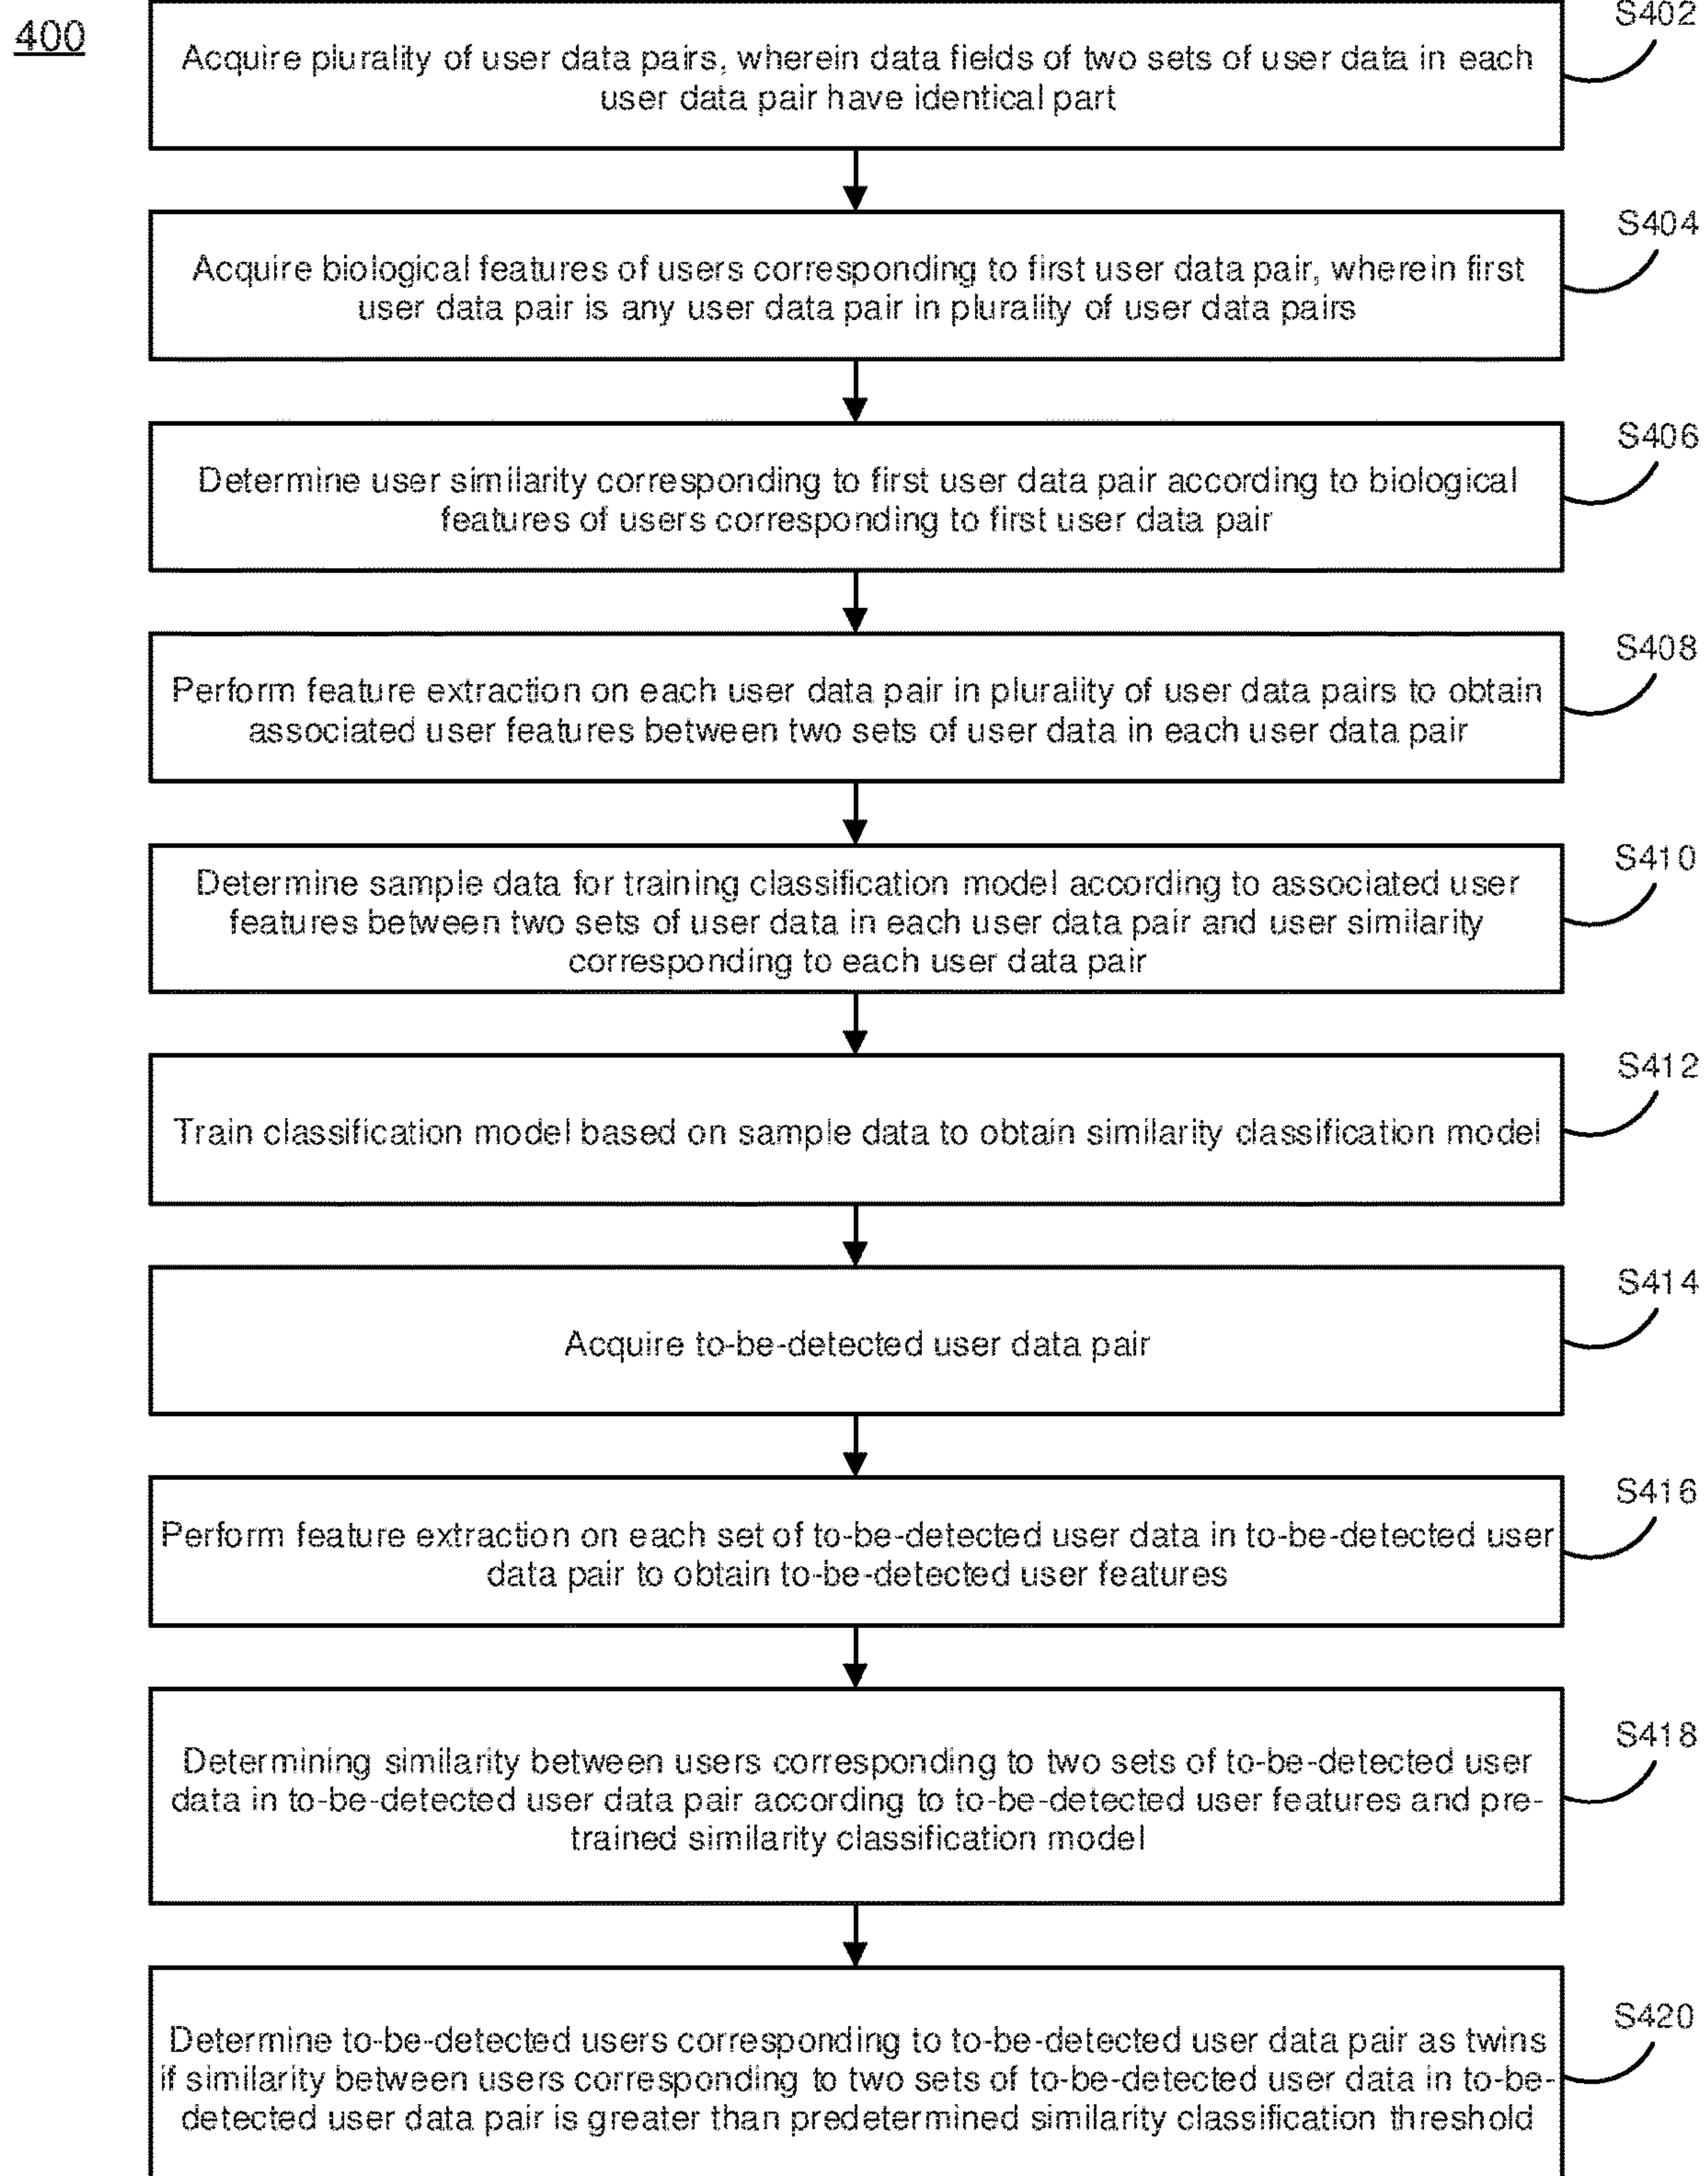 400
S402
Acquire plurality of user data pairs, wherein data fields of two sets of user data in each
user data pair have identical part
S404
Acquire biological features of users corresponding to first user data pair, wherein first
user data pair is any user data pair in plurality of user data pairs
S406
Determine user similarity corresponding to first user data pair according to biological
features of users corresponding to first user data pair
S408
Perform feature extraction on each user data pair in plurality of user data pairs to obtain
associated user features between two sets of user data in each user data pair
S410
Determine sample data for training classification model according to associated user
features between two sets of user data in each user data pair and user similarity
corresponding to each user data pair
S412
Train classification model based on sample data to obtain similarity classification model
S414
Acquire to-be-detected user data pair
S416
Perform feature extraction on each set of to-be-detected user data in to-be-detected user
data pair to obtain to-be-detected user features
S418
Determining similarity between users corresponding to two sets of to-be-detected user
data in to-be-detected user data pair according to to-be-detected user features and pre-
trained similarity classification model
S420
Determine to-be-detected users corresponding to to-be-detected user data pair as twins
if similarity between users corresponding to two sets of to-be-detected user data in to-be-
detected user data pair is greater than predetermined similarity classification threshold